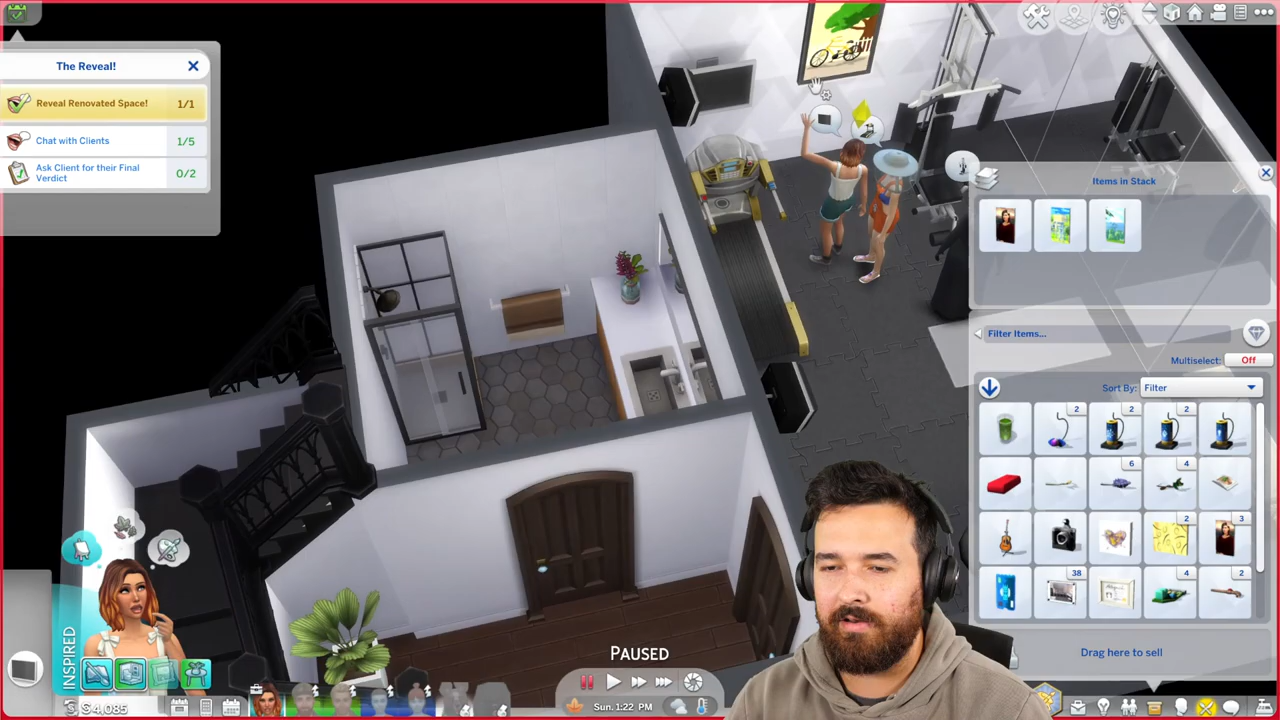 The Reveal!
Reveal Renovated Space! 1/1
Chat with Clients 1/5
Ask Client for their Final
Verdict 0/2
Items in Stack
Filter Items...
Multiselect: Off
Sort By: Filter
2 2 2
6 4
2 3
38 4 2
Drag here to sell
INSPIRED
PAUSED
Sun. 1:22 PM
$4,085